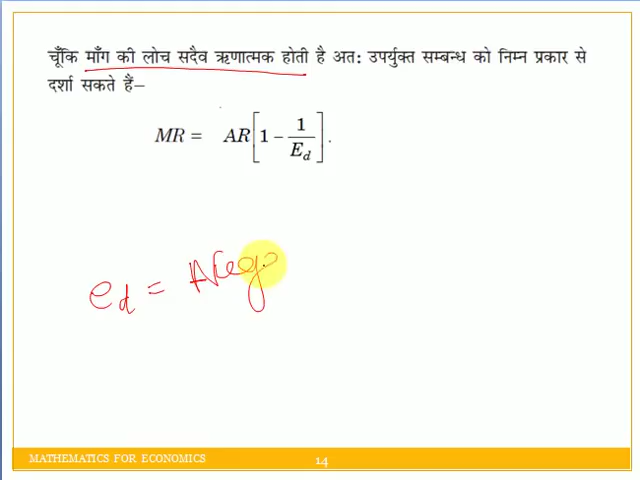 चूँकि माँग की लोच सदैव ऋणात्मक होती है अतः उपर्युक्त सम्बन्ध को निम्न प्रकार से
दर्शा सकते हैं–
MR = AR[1 − 1/E_d].
e_d = Neg
MATHEMATICS FOR ECONOMICS 14